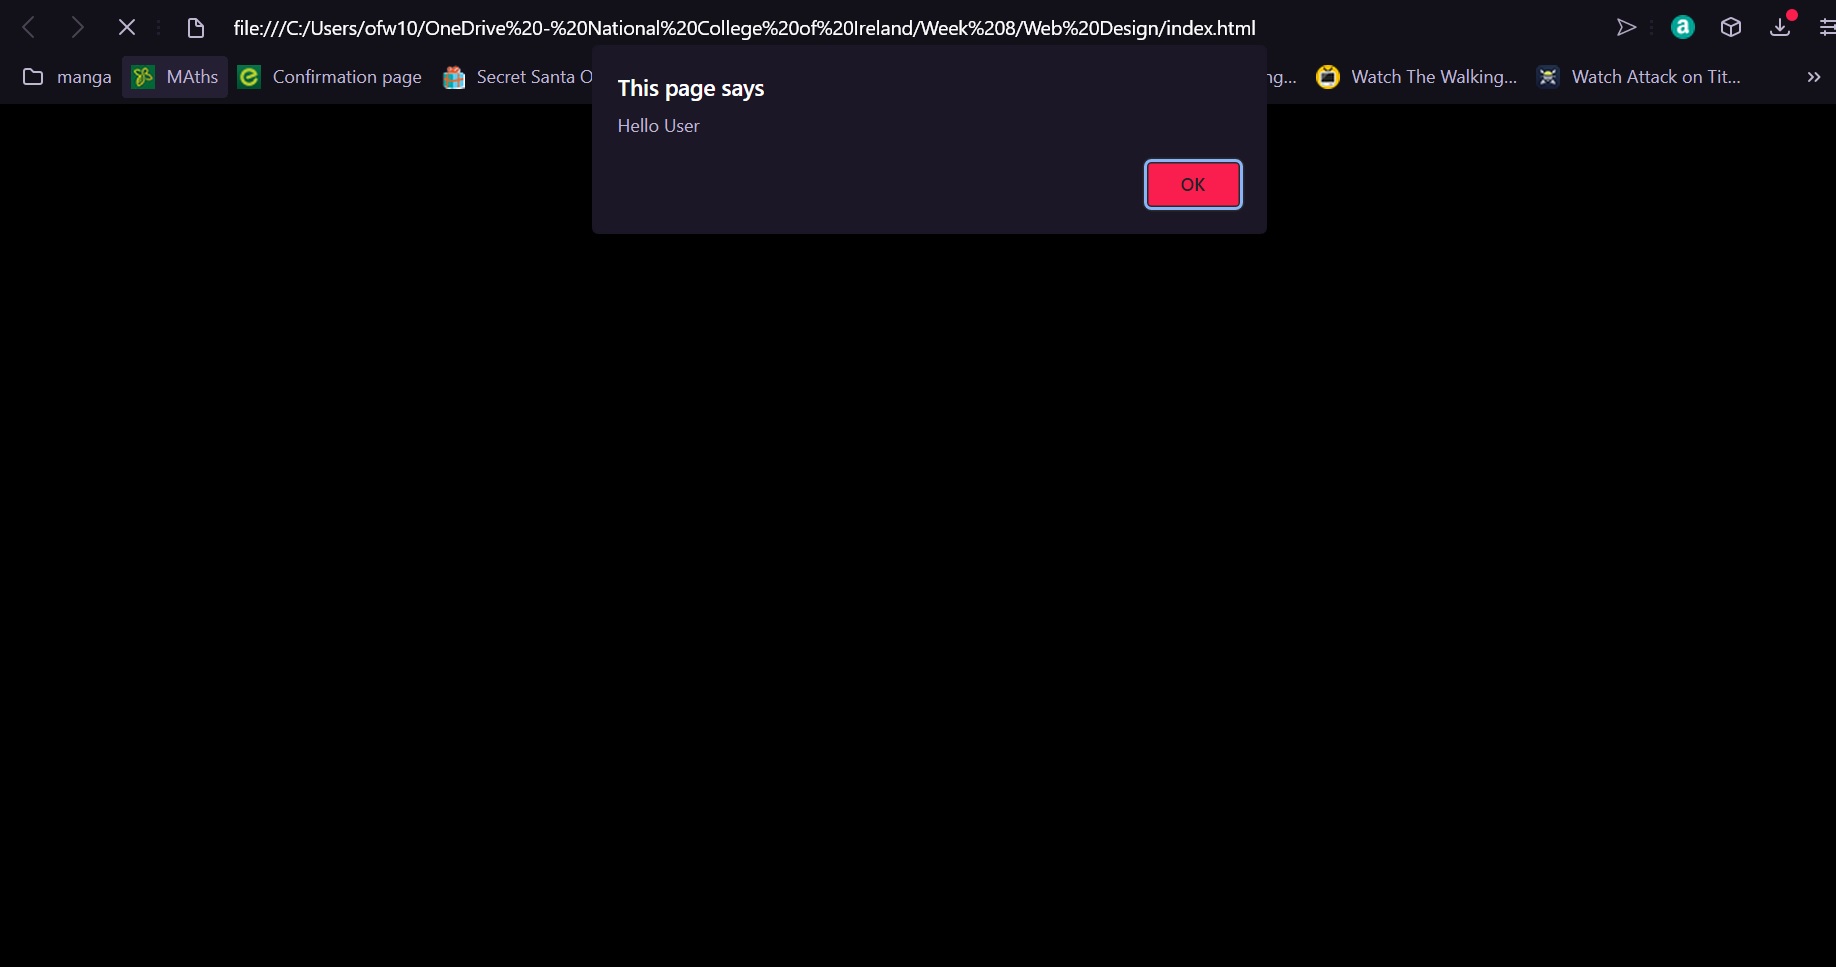 file:///C:/Users/ofw10/OneDrive%20-%20National%20College%20of%20Ireland/Week%208/Web%20Design/index.html
manga MAths Confirmation page Secret Santa O ng... Watch The Walking... Watch Attack on Tit...
This page says
Hello User
OK